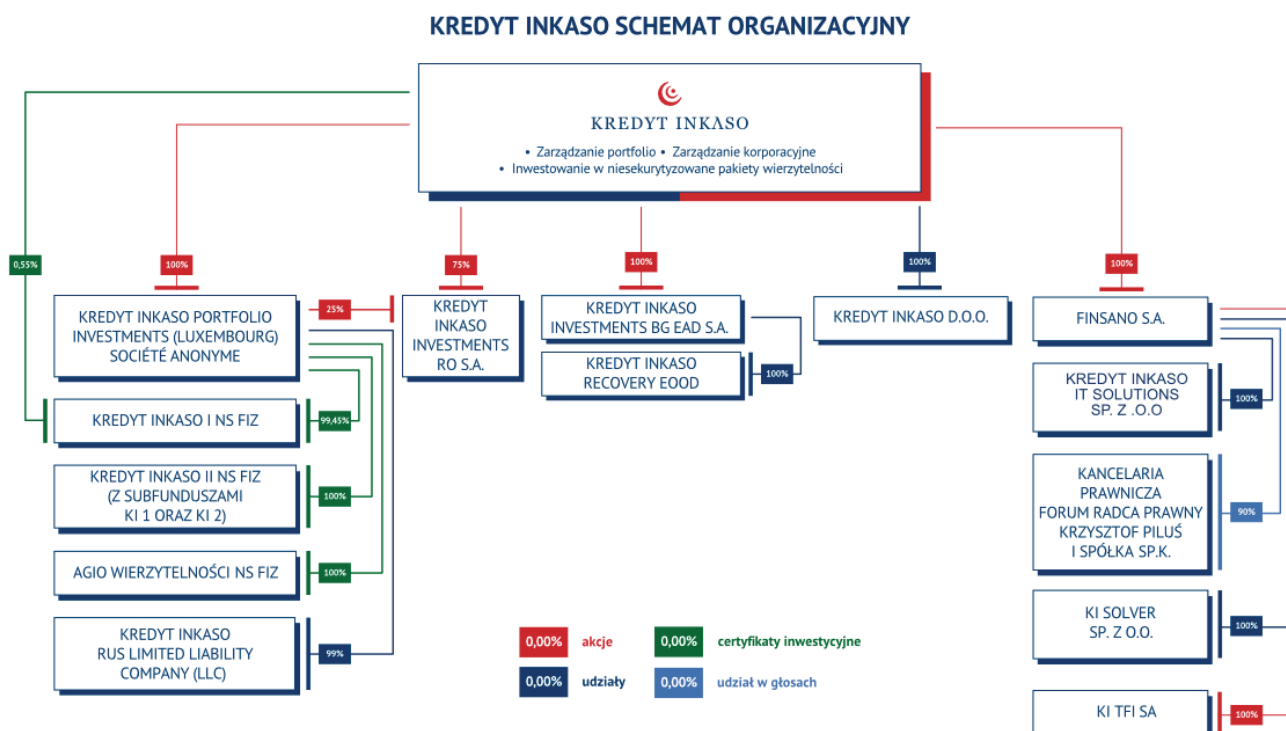 KREDYT INKASO SCHEMAT ORGANIZACYJNY
KREDYT INKASO
• Zarządzanie portfolio • Zarządzanie korporacyjne
• Inwestowanie w niesekurytyzowane pakiety wierzytelności
0,55%
100%
75%
100%
100%
100%
KREDYT INKASO PORTFOLIO
INVESTMENTS (LUXEMBOURG)
SOCIÉTÉ ANONYME
25%
KREDYT
INKASO
INVESTMENTS
RO S.A.
KREDYT INKASO
INVESTMENTS BG EAD S.A.
KREDYT INKASO
RECOVERY EOOD
100%
KREDYT INKASO D.O.O.
FINSANO S.A.
KREDYT INKASO
IT SOLUTIONS
SP. Z .O.O
100%
KREDYT INKASO I NS FIZ
99,45%
KREDYT INKASO II NS FIZ
(Z SUBFUNDUSZAMI
KI 1 ORAZ KI 2)
100%
KANCELARIA
PRAWNICZA
FORUM RADCA PRAWNY
KRZYSZTOF PILUŚ
I SPÓŁKA SP.K.
90%
AGIO WIERZYTELNOŚCI NS FIZ
100%
KREDYT INKASO
RUS LIMITED LIABILITY
COMPANY (LLC)
99%
KI SOLVER
SP. Z O.O.
100%
0,00% akcje
0,00% certyfikaty inwestycyjne
0,00% udziały
0,00% udział w głosach
KI TFI SA
100%